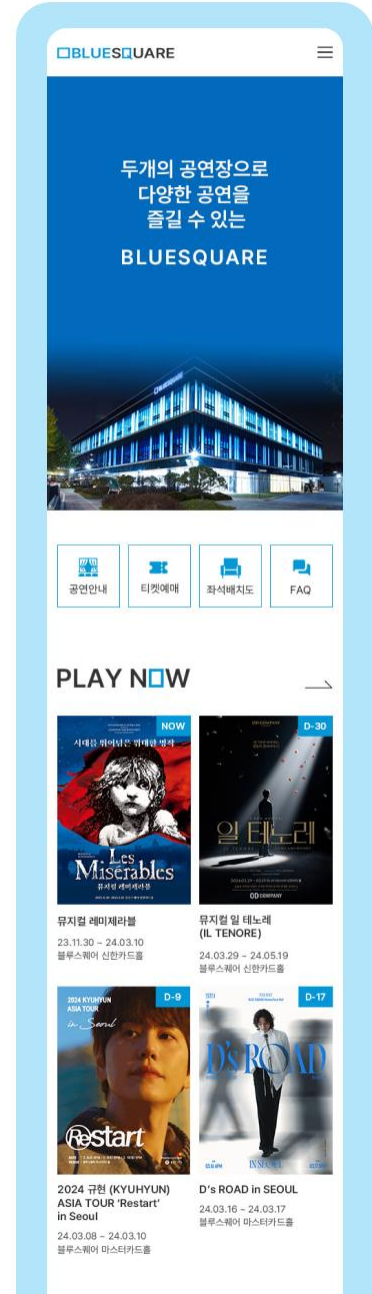 BLUESQUARE
두개의 공연장으로
다양한 공연을
즐길 수 있는
BLUESQUARE
BLUESQUARE
공연안내
티켓예매
좌석배치도
FAQ
PLAY NOW
NOW
시대를 뛰어넘은 위대한 명작
Les
Misérables
뮤지컬 레미제라블
D-30
일 테노레
IL TENORE
OD COMPANY
뮤지컬 레미제라블
23.11.30 ~ 24.03.10
블루스퀘어 신한카드홀
뮤지컬 일 테노레
(IL TENORE)
24.03.29 ~ 24.05.19
블루스퀘어 신한카드홀
2024 KYUHYUN
ASIA TOUR
in Seoul
D-9
Restart
D-17
D's ROAD
IN SEOUL
2024 규현 (KYUHYUN)
ASIA TOUR ‘Restart’
in Seoul
24.03.08 ~ 24.03.10
블루스퀘어 마스터카드홀
D’s ROAD in SEOUL
24.03.16 ~ 24.03.17
블루스퀘어 마스터카드홀